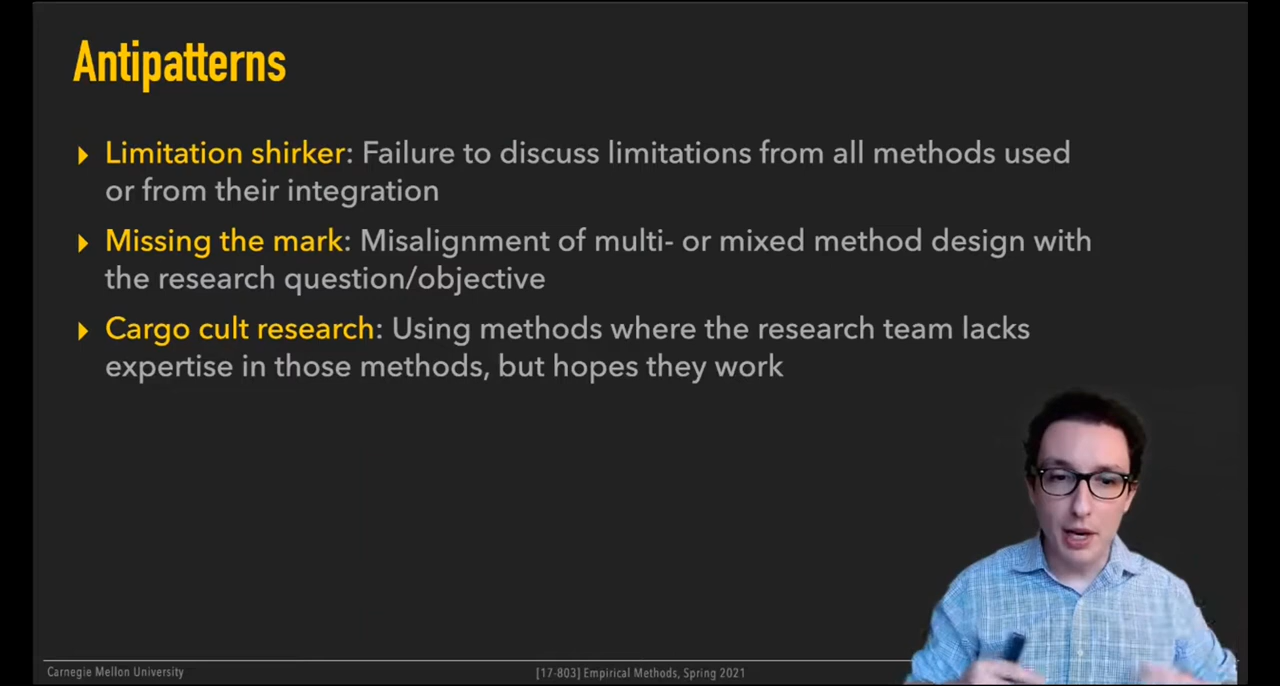 Antipatterns
Limitation shirker: Failure to discuss limitations from all methods used
or from their integration
Missing the mark: Misalignment of multi- or mixed method design with
the research question/objective
Cargo cult research: Using methods where the research team lacks
expertise in those methods, but hopes they work
Carnegie Mellon University
[17-803] Empirical Methods, Spring 2021